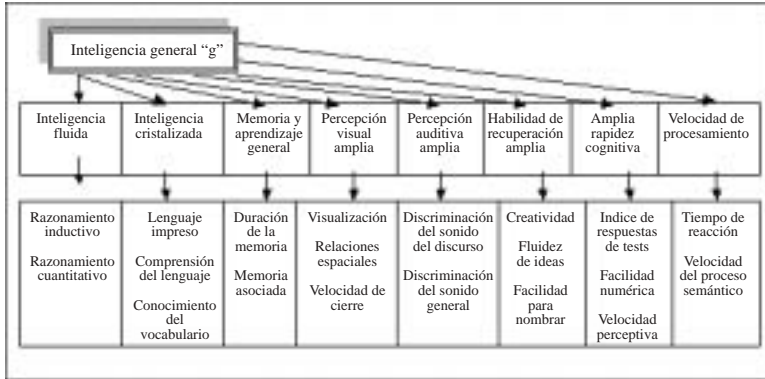 Inteligencia general “g”
Inteligencia
fluida
Inteligencia
cristalizada
Memoria y
aprendizaje
general
Percepción
visual
amplia
Percepción
auditiva
amplia
Habilidad de
recuperación
amplia
Amplia
rapidez
cognitiva
Velocidad de
procesamiento
Razonamiento
inductivo
Razonamiento
cuantitativo
Lenguaje
impreso
Comprensión
del lenguaje
Conocimiento
del
vocabulario
Duración
de la
memoria
Memoria
asociada
Visualización
Relaciones
espaciales
Velocidad de
cierre
Discriminación
del sonido
del discurso
Discriminación
del sonido
general
Creatividad
Fluidez
de ideas
Facilidad
para
nombrar
Indice de
respuestas
de tests
Facilidad
numérica
Velocidad
perceptiva
Tiempo de
reacción
Velocidad
del proceso
semántico